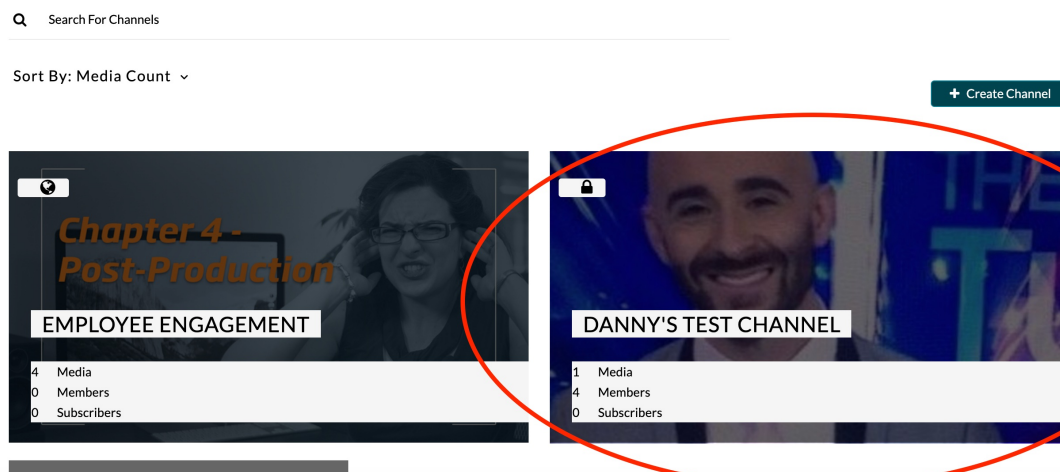 Search For Channels
Sort By: Media Count
+ Create Channel
Chapter 4 -
Post-Production
EMPLOYEE ENGAGEMENT
4 Media
0 Members
0 Subscribers
THE
DANNY'S TEST CHANNEL
1 Media
4 Members
0 Subscribers